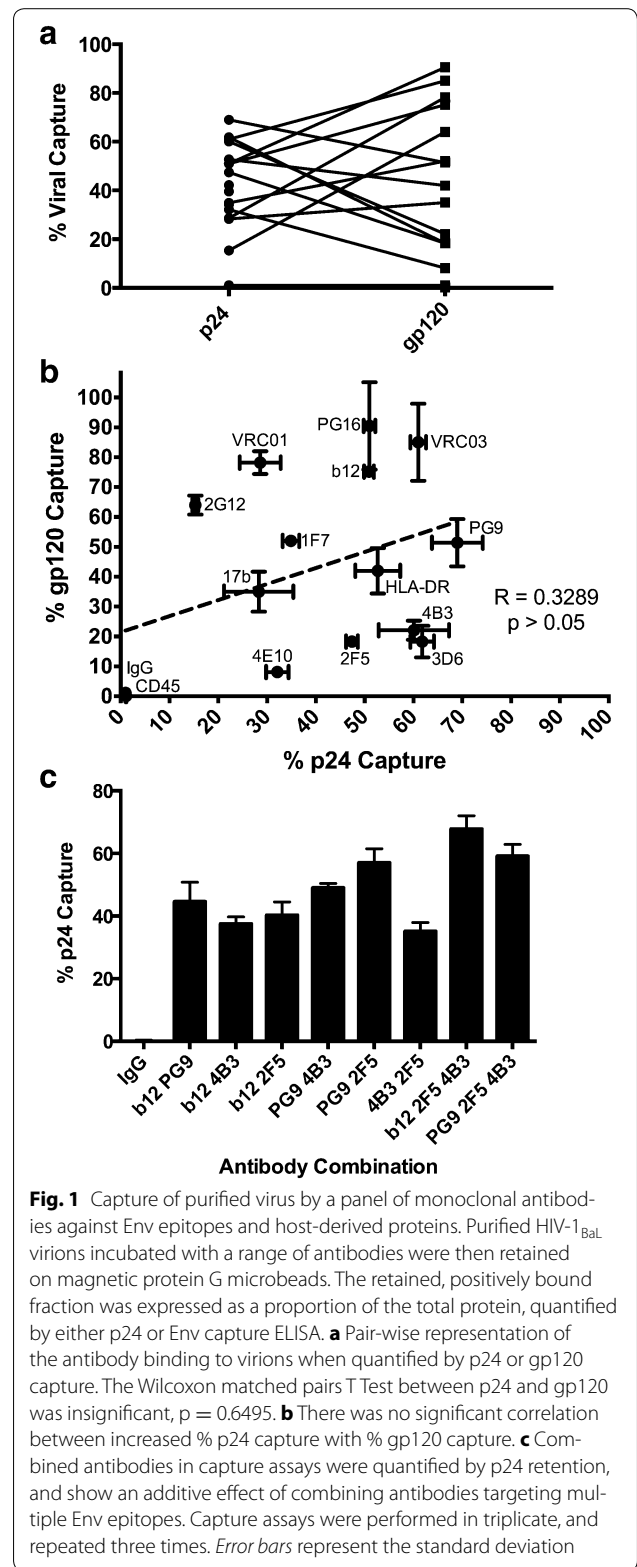 a
100
80
60
40
20
0
% Viral Capture
p24
gp120
b
100
90
80
70
60
50
40
30
20
10
0
% gp120 Capture
PG16
VRC01
VRC03
b12
2G12
1F7
PG9
17b
HLA-DR
4B3
R = 0.3289
p > 0.05
4E10
2F5
3D6
IgG
CD45
0 10 20 30 40 50 60 70 80 90 100
% p24 Capture
c
80
60
40
20
0
% p24 Capture
IgG
b12 PG9
b12 4B3
b12 2F5
PG9 4B3
PG9 2F5
4B3 2F5
b12 2F5 4B3
PG9 2F5 4B3
Antibody Combination
Fig. 1 Capture of purified virus by a panel of monoclonal antibod-
ies against Env epitopes and host-derived proteins. Purified HIV-1BaL
virions incubated with a range of antibodies were then retained
on magnetic protein G microbeads. The retained, positively bound
fraction was expressed as a proportion of the total protein, quantified
by either p24 or Env capture ELISA. a Pair-wise representation of
the antibody binding to virions when quantified by p24 or gp120
capture. The Wilcoxon matched pairs T Test between p24 and gp120
was insignificant, p = 0.6495. b There was no significant correlation
between increased % p24 capture with % gp120 capture. c Com-
bined antibodies in capture assays were quantified by p24 retention,
and show an additive effect of combining antibodies targeting mul-
tiple Env epitopes. Capture assays were performed in triplicate, and
repeated three times. Error bars represent the standard deviation